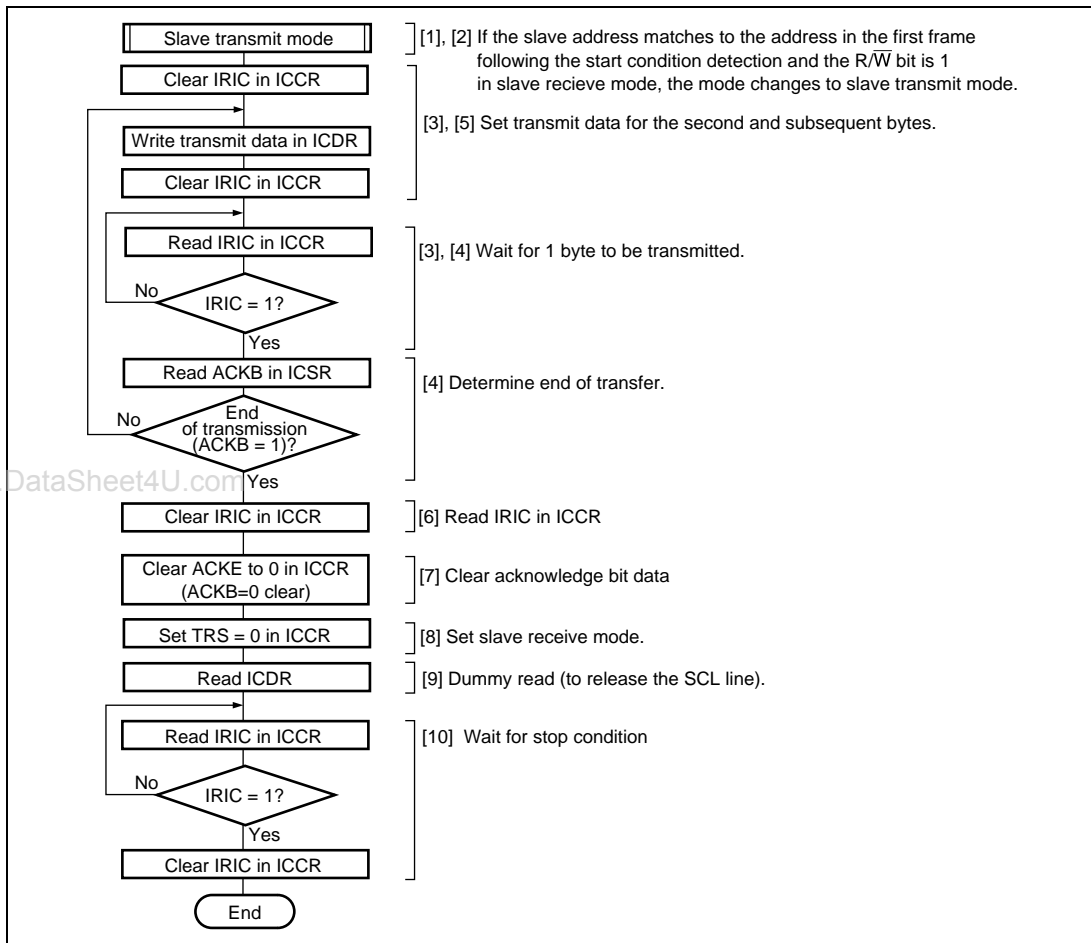 Slave transmit mode
[1], [2] If the slave address matches to the address in the first frame
following the start condition detection and the R/W̅ bit is 1
in slave recieve mode, the mode changes to slave transmit mode.
Clear IRIC in ICCR
[3], [5] Set transmit data for the second and subsequent bytes.
Write transmit data in ICDR
Clear IRIC in ICCR
Read IRIC in ICCR
[3], [4] Wait for 1 byte to be transmitted.
No
IRIC = 1?
Yes
Read ACKB in ICSR
[4] Determine end of transfer.
No
End
of transmission
(ACKB = 1)?
.DataSheet4U.com
Yes
Clear IRIC in ICCR
[6] Read IRIC in ICCR
Clear ACKE to 0 in ICCR
(ACKB=0 clear)
[7] Clear acknowledge bit data
Set TRS = 0 in ICCR
[8] Set slave receive mode.
Read ICDR
[9] Dummy read (to release the SCL line).
Read IRIC in ICCR
[10] Wait for stop condition
No
IRIC = 1?
Yes
Clear IRIC in ICCR
End